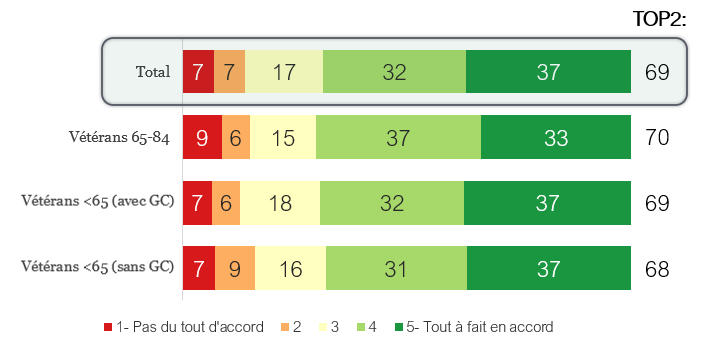 TOP2:
Total 7 7 17 32 37 69
Vétérans 65-84 9 6 15 37 33 70
Vétérans <65 (avec GC) 7 6 18 32 37 69
Vétérans <65 (sans GC) 7 9 16 31 37 68
1- Pas du tout d'accord 2 3 4 5- Tout à fait en accord